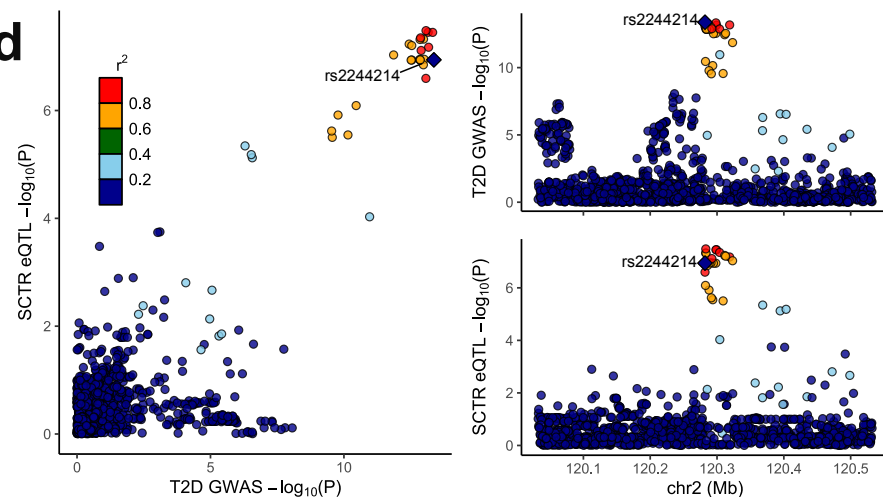 d
r²
0.8
0.6
0.4
0.2
rs2244214
SCTR eQTL −log₁₀(P)
6
4
2
0
0 5 10
T2D GWAS −log₁₀(P)
rs2244214
T2D GWAS −log₁₀(P)
10
5
0
rs2244214
SCTR eQTL −log₁₀(P)
6
4
2
0
120.1 120.2 120.3 120.4 120.5
chr2 (Mb)